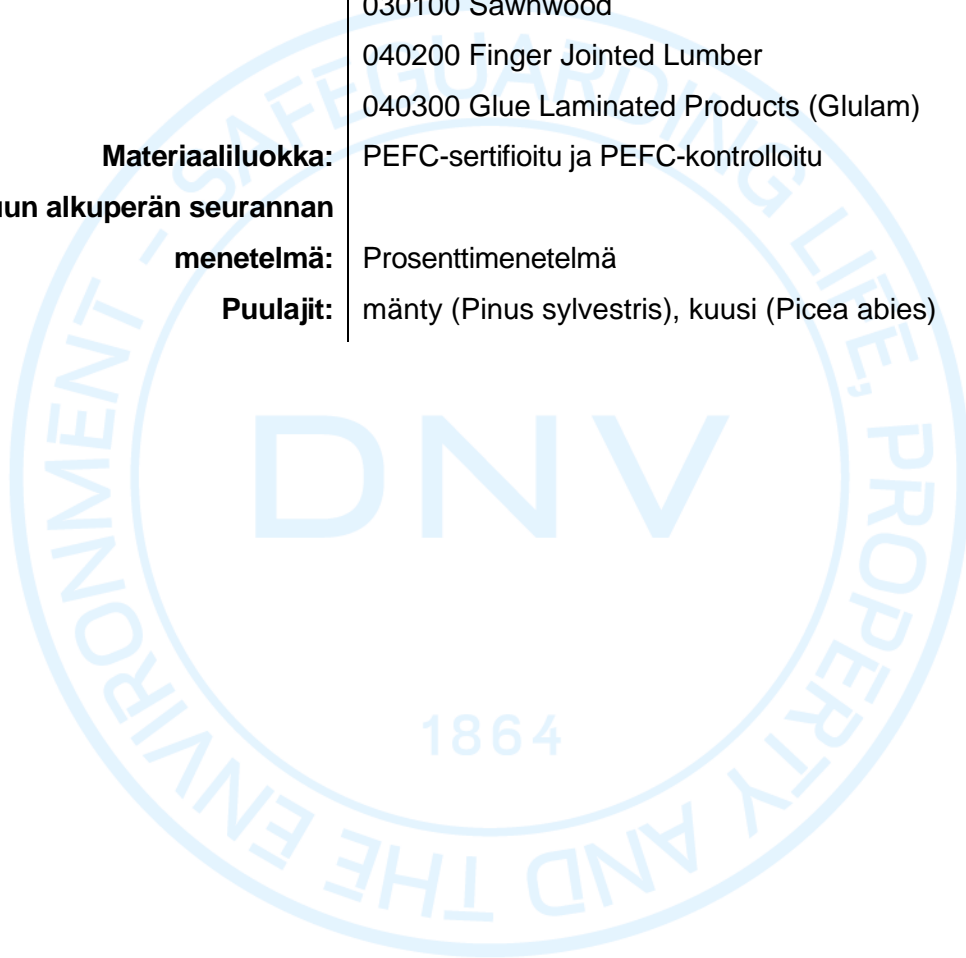 030100 Sawnwood
040200 Finger Jointed Lumber
040300 Glue Laminated Products (Glulam)
Materiaaliluokka: PEFC-sertifioitu ja PEFC-kontrolloitu
alkuperän seurannan
menetelmä: Prosenttimenetelmä
Puulajit: mänty (Pinus sylvestris), kuusi (Picea abies)
SAFEGUARDING LIFE, PROPERTY AND THE ENVIRONMENT -
DNV
1864